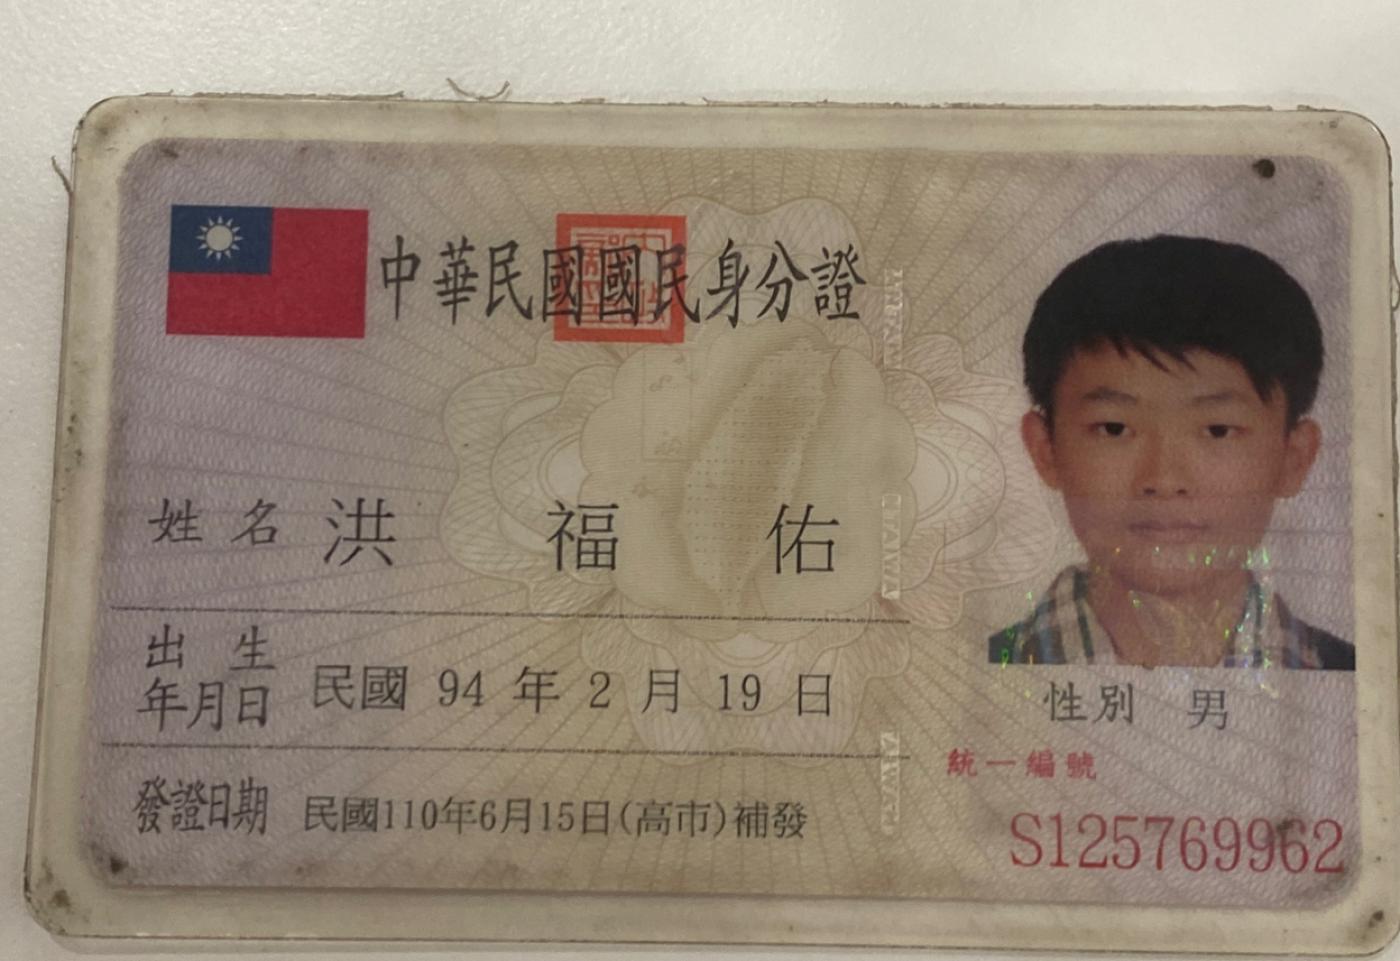 中華民國國民身分證
姓名 洪福佑
出生年月日 民國 94 年 2 月 19 日
性別 男
統一編號
發證日期 民國110年6月15日(高市)補發
S125769962